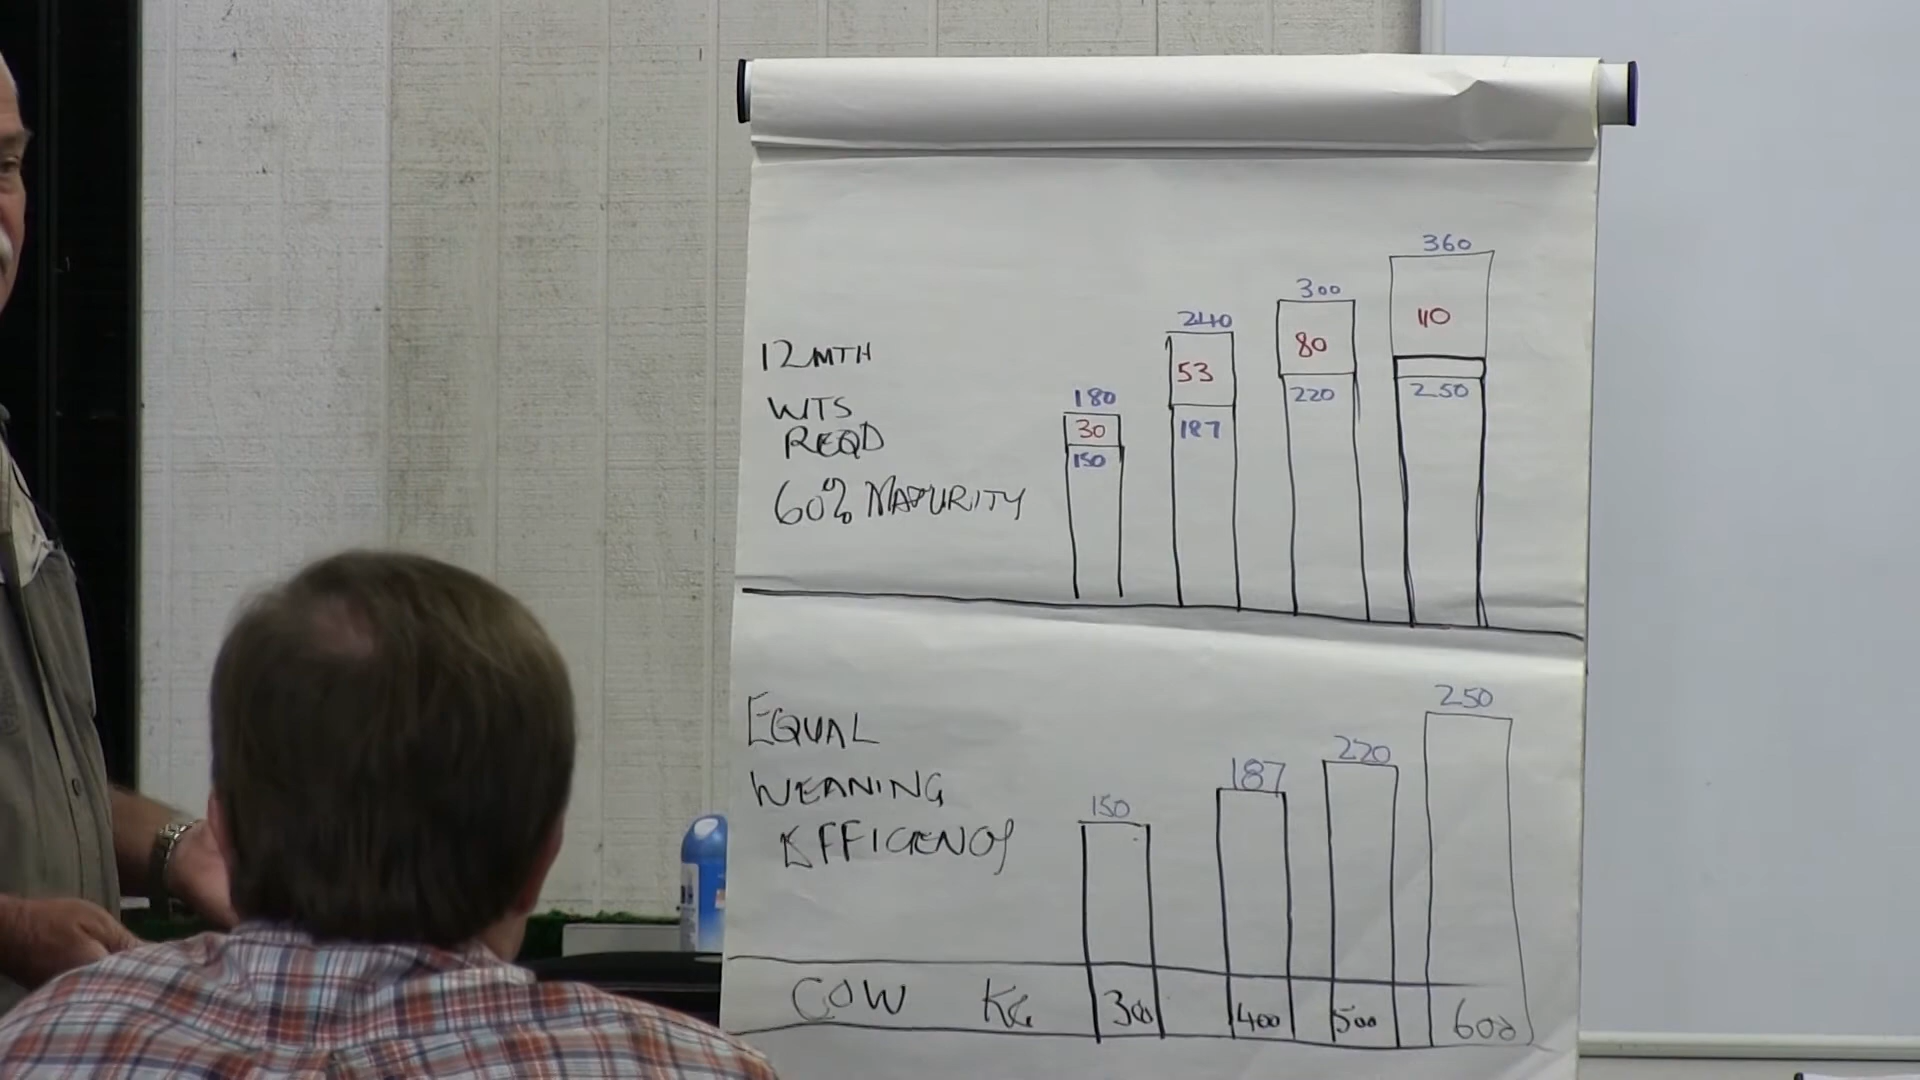 360
300
110
240
80
12 MTH
53
250
180
220
WTS
187
30
REQD
150
60% MATURITY
250
EQUAL
220
187
WEANING
150
EFFICENCY
COW KG 300 400 500 600